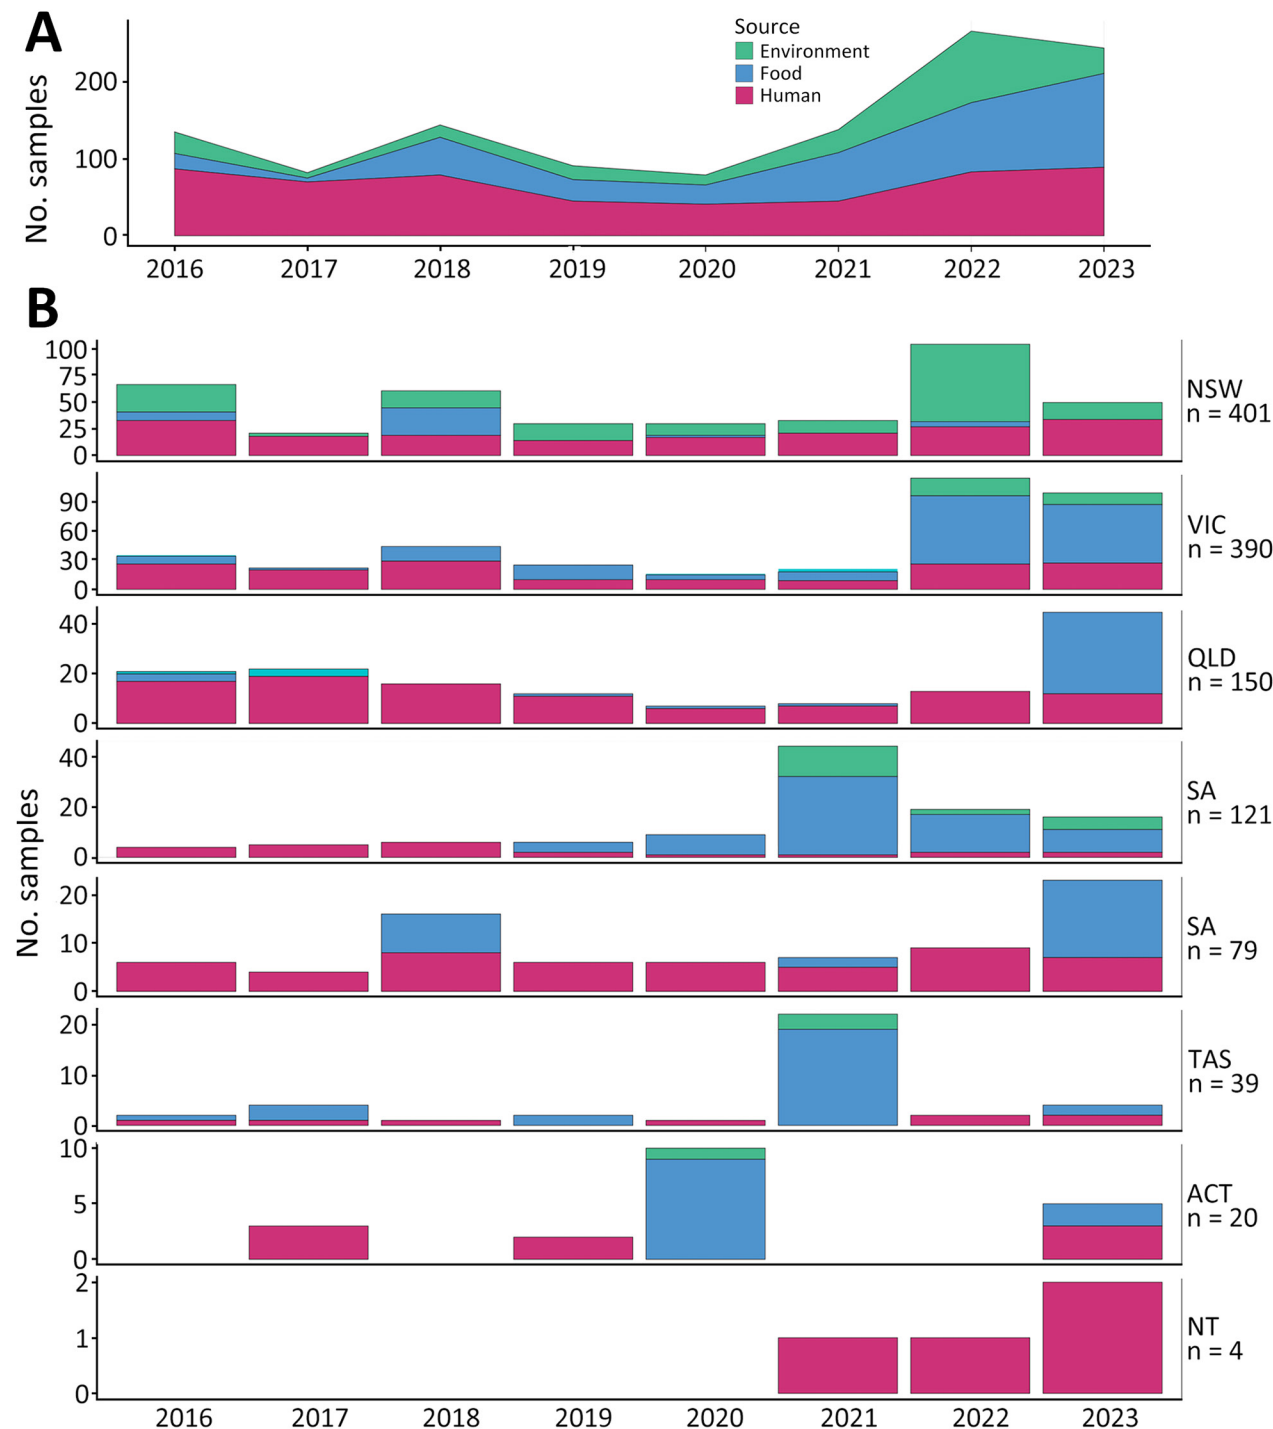 A
No. samples
200
100
0
Source
Environment
Food
Human
2016 2017 2018 2019 2020 2021 2022 2023
B
No. samples
100
75
50
25
0
NSW
n = 401
90
60
30
0
VIC
n = 390
40
20
0
QLD
n = 150
40
20
0
SA
n = 121
20
10
0
SA
n = 79
20
10
0
TAS
n = 39
10
5
0
ACT
n = 20
2
1
0
NT
n = 4
2016 2017 2018 2019 2020 2021 2022 2023